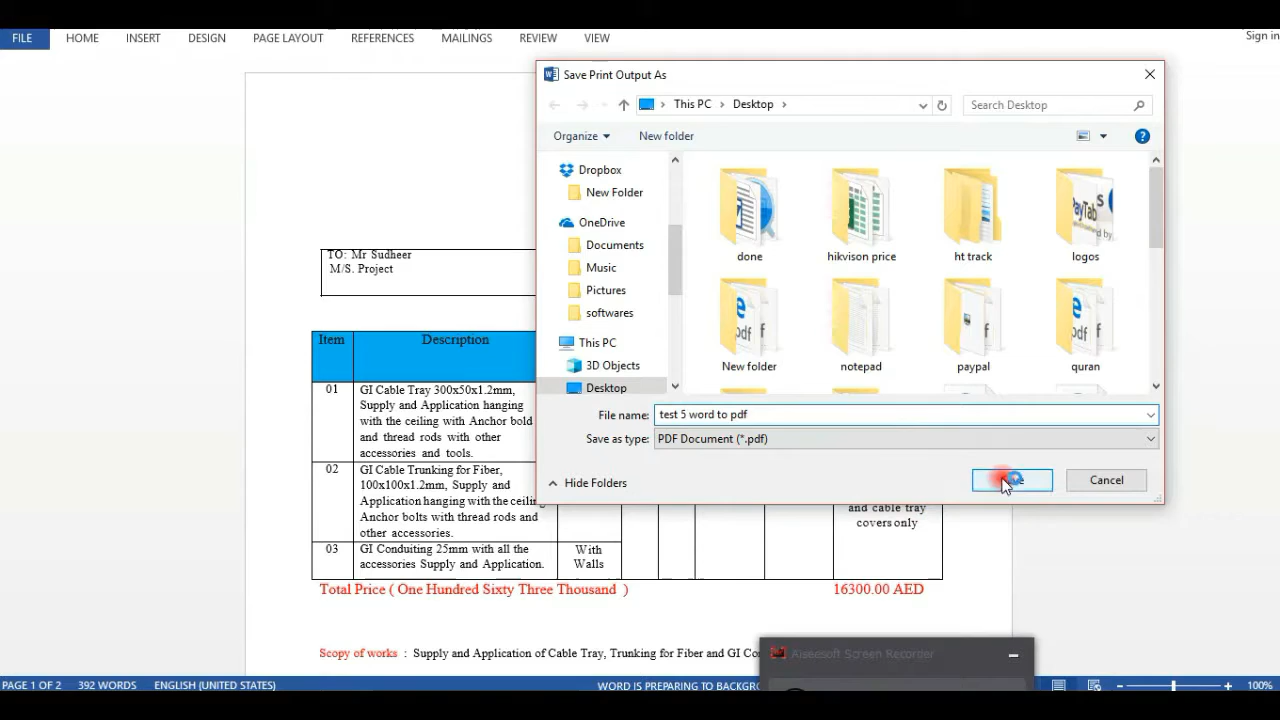 FILE HOME INSERT DESIGN PAGE LAYOUT REFERENCES MAILINGS REVIEW VIEW Sign in
Save Print Output As
This PC Desktop
Search Desktop
Organize New folder
Dropbox
New Folder
OneDrive
Documents
Music
Pictures
softwares
This PC
3D Objects
Desktop
done hikvison price ht track logos
New folder notepad paypal quran
File name: test 5 word to pdf
Save as type: PDF Document (*.pdf)
Hide Folders
Cancel
TO: Mr Sudheer
M/S. Project
Item Description
01 GI Cable Tray 300x50x1.2mm,
Supply and Application hanging
with the ceiling with Anchor bold
and thread rods with other
accessories and tools.
02 GI Cable Trunking for Fiber,
100x100x1.2mm, Supply and
Application hanging with the ceiling
Anchor bolts with thread rods and
other accessories.
and cable tray
covers only
03 GI Conduiting 25mm with all the
accessories Supply and Application.
With
Walls
Total Price ( One Hundred Sixty Three Thousand ) 16300.00 AED
Scopy of works : Supply and Application of Cable Tray, Trunking for Fiber and GI
Aiseesoft Screen Recorder
PAGE 1 OF 2 392 WORDS ENGLISH (UNITED STATES) WORD IS PREPARING TO 100%